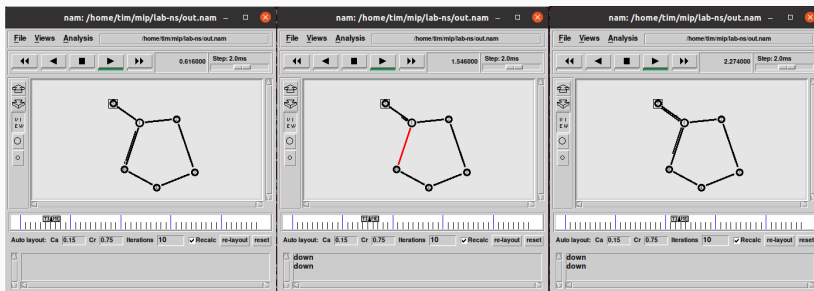 nam: /home/tim/mip/lab-ns/out.nam
File Views Analysis /home/tim/mip/lab-ns/out.nam
0.616000 Step: 2.0ms
VIEW
TIME
Auto layout: Ca 0.15 Cr 0.75 Iterations 10 Recalc re-layout reset
nam: /home/tim/mip/lab-ns/out.nam
File Views Analysis /home/tim/mip/lab-ns/out.nam
1.546000 Step: 2.0ms
VIEW
TIME
Auto layout: Ca 0.15 Cr 0.75 Iterations 10 Recalc re-layout reset
down
down
nam: /home/tim/mip/lab-ns/out.nam
File Views Analysis /home/tim/mip/lab-ns/out.nam
2.274000 Step: 2.0ms
VIEW
TIME
Auto layout: Ca 0.15 Cr 0.75 Iterations 10 Recalc re-layout reset
down
down